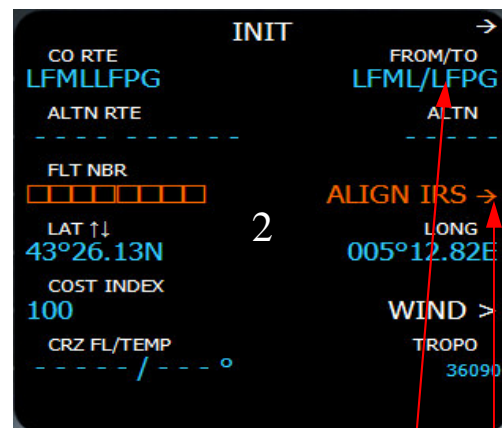 INIT →
CO RTE FROM/TO
LFMLLFPG LFML/LFPG
ALTN RTE ALTN
- - - - - - - - - - - - - - -
FLT NBR
□□□□□□□□ ALIGN IRS →
2
LAT ↑↓ LONG
43°26.13N 005°12.82E
COST INDEX
100 WIND >
CRZ FL/TEMP TROPO
- - - - - / - - - ° 36090